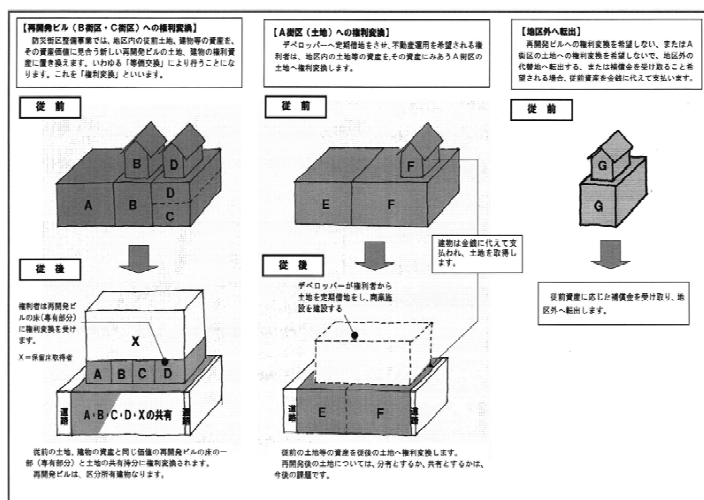 【再開発ビル（B街区・C街区）への権利変換】
防災街区整備事業では、地区内の従前土地、建物等の資産を、
その資産価値に見合う新しい再開発ビルの土地、建物の権利資
産に置き換えます。いわゆる「等価交換」により行うことにな
ります。これを「権利変換」といいます。
従 前
B
D
A
B
D
C
従 後
権利者は再開発ビ
ルの床（専有部分）
に権利変換を受け
ます。
X＝保留床取得者
X
A
B
C
D
道路
A・B・C・D・Xの共有
道路
従前の土地、建物の資産と同じ価値の再開発ビルの床の一
部（専有部分）と土地の共有持分に権利変換されます。
再開発ビルは、区分所有建物なります。
【A街区（土地）への権利変換】
デベロッパーへ定期借地をさせ、不動産運用を希望される権
利者は、地区内の土地等の資産を、その資産にみあうA街区の
土地へ権利変換します。
従 前
F
E
F
建物は金銭に代えて支
払われ、土地を取得し
ます。
従 後
デベロッパーが権利者から
土地を定期借地をし、商業施
設を建設する
道路
E
F
道路
従前の土地等の資産を従後の土地へ権利変換します。
再開発後の土地については、分有とするか、共有とするかは、
今後の課題です。
【地区外へ転出】
再開発ビルへの権利変換を希望しない、またはA
街区の土地への権利変換を希望しないで、地区外の
代替地へ転出する、または補償金を受け取ること希
望される場合、従前資産を金銭に代えて支払います。
従 前
G
G
従前資産に応じた補償金を受け取り、地
区外へ転出します。